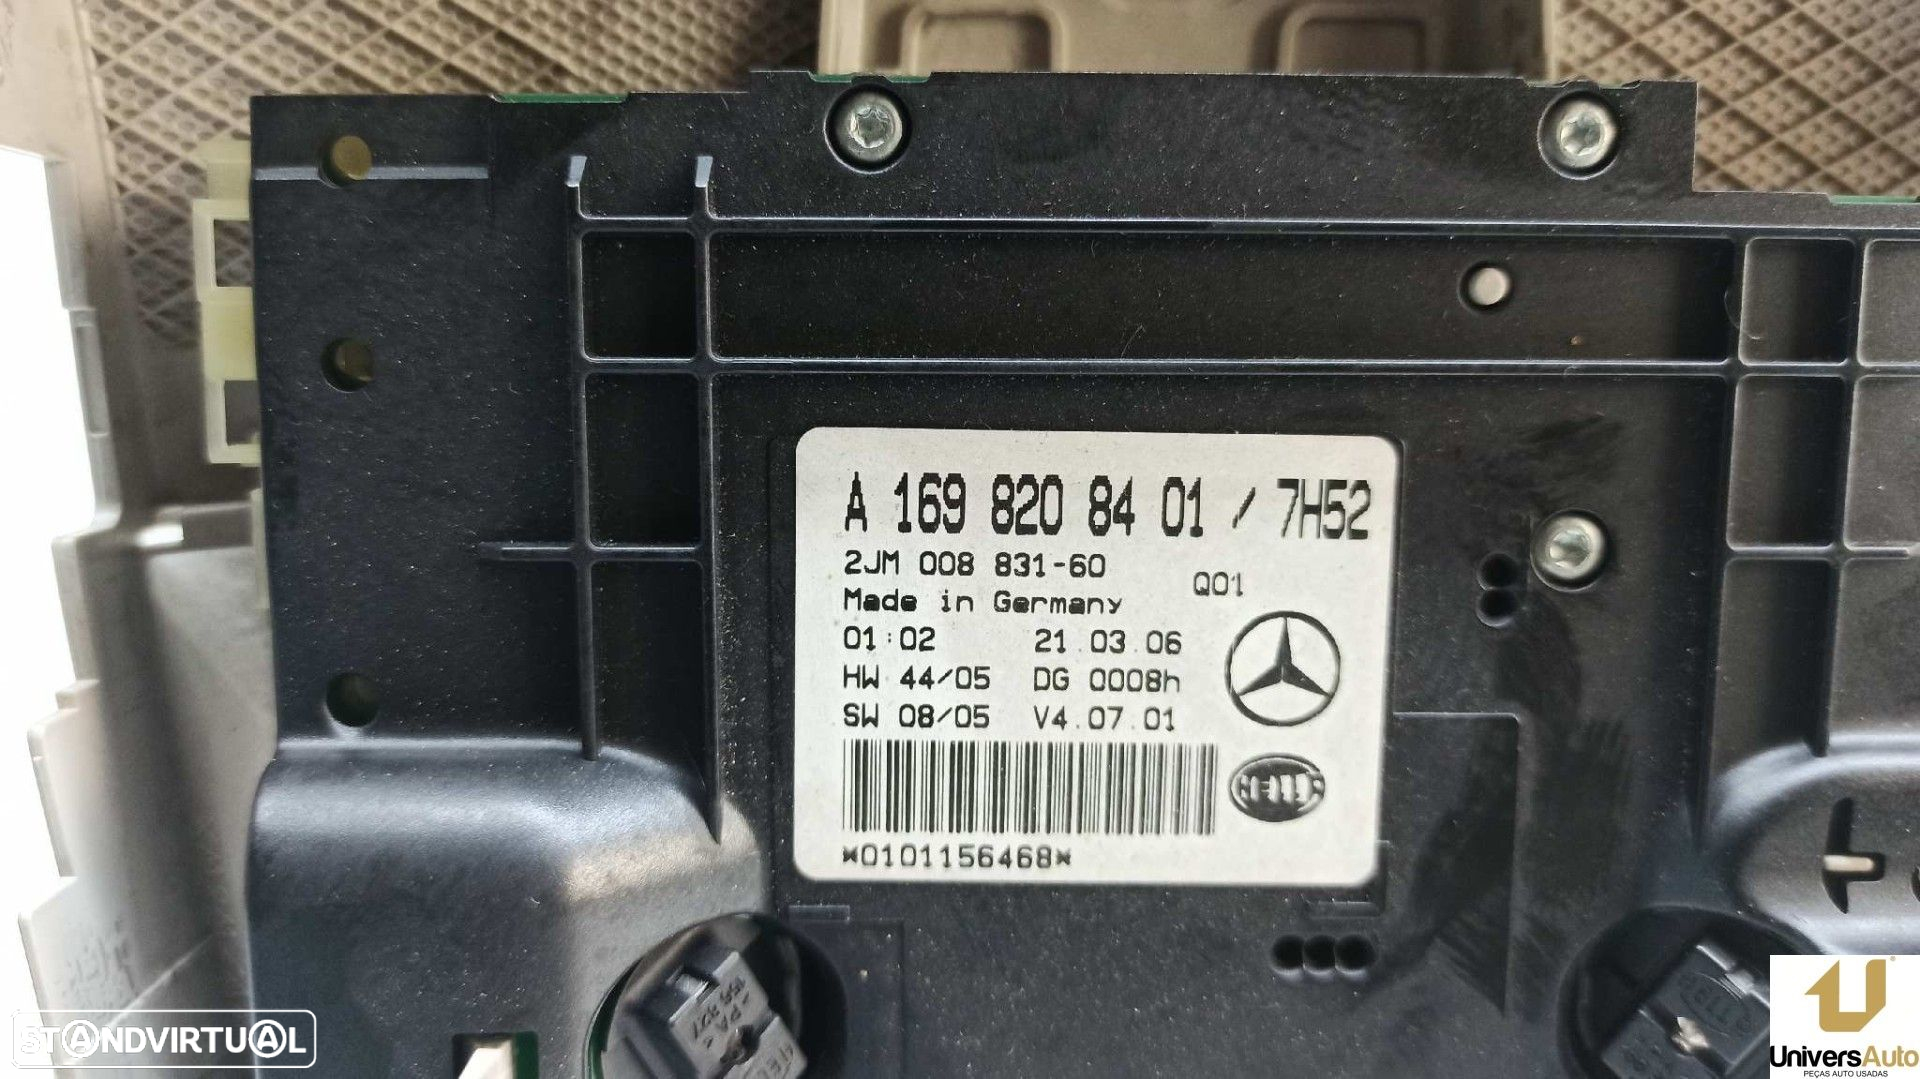 A 169 820 84 01 / 7H52
2JM 008 831-60
Q01
Made in Germany
01:02 21.03.06
HW 44/05 DG 0008h
SW 08/05 V4.07.01
HELLA
*0101156468*
STANDVIRTUAL
UniversAuto
PEÇAS AUTO USADAS